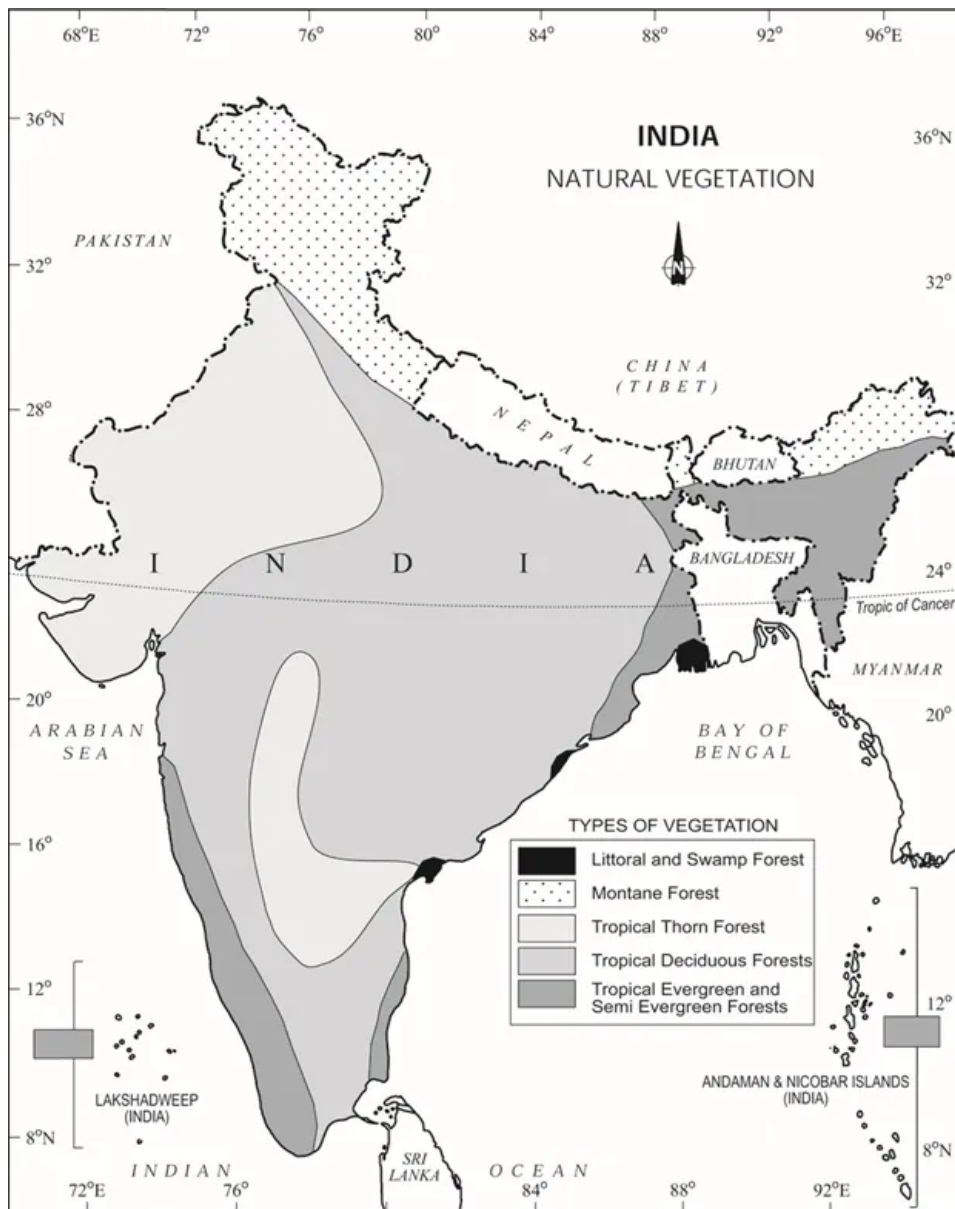 68°E 72° 76° 80° 84° 88° 92° 96°E
36°N
INDIA
36°N
NATURAL VEGETATION
PAKISTAN
N
32°
32°
CHINA
(TIBET)
28°
28°
NEPAL
BHUTAN
INDIA
BANGLADESH
24°
24°
Tropic of Cancer
MYANMAR
20°
20°
ARABIAN
SEA
BAY OF
BENGAL
TYPES OF VEGETATION
16°
Littoral and Swamp Forest
Montane Forest
Tropical Thorn Forest
Tropical Deciduous Forests
Tropical Evergreen and
Semi Evergreen Forests
12°
12°
LAKSHADWEEP
(INDIA)
ANDAMAN & NICOBAR ISLANDS
(INDIA)
8°N
8°N
SRI
LANKA
INDIAN OCEAN
72°E 76° 84° 88° 92°E